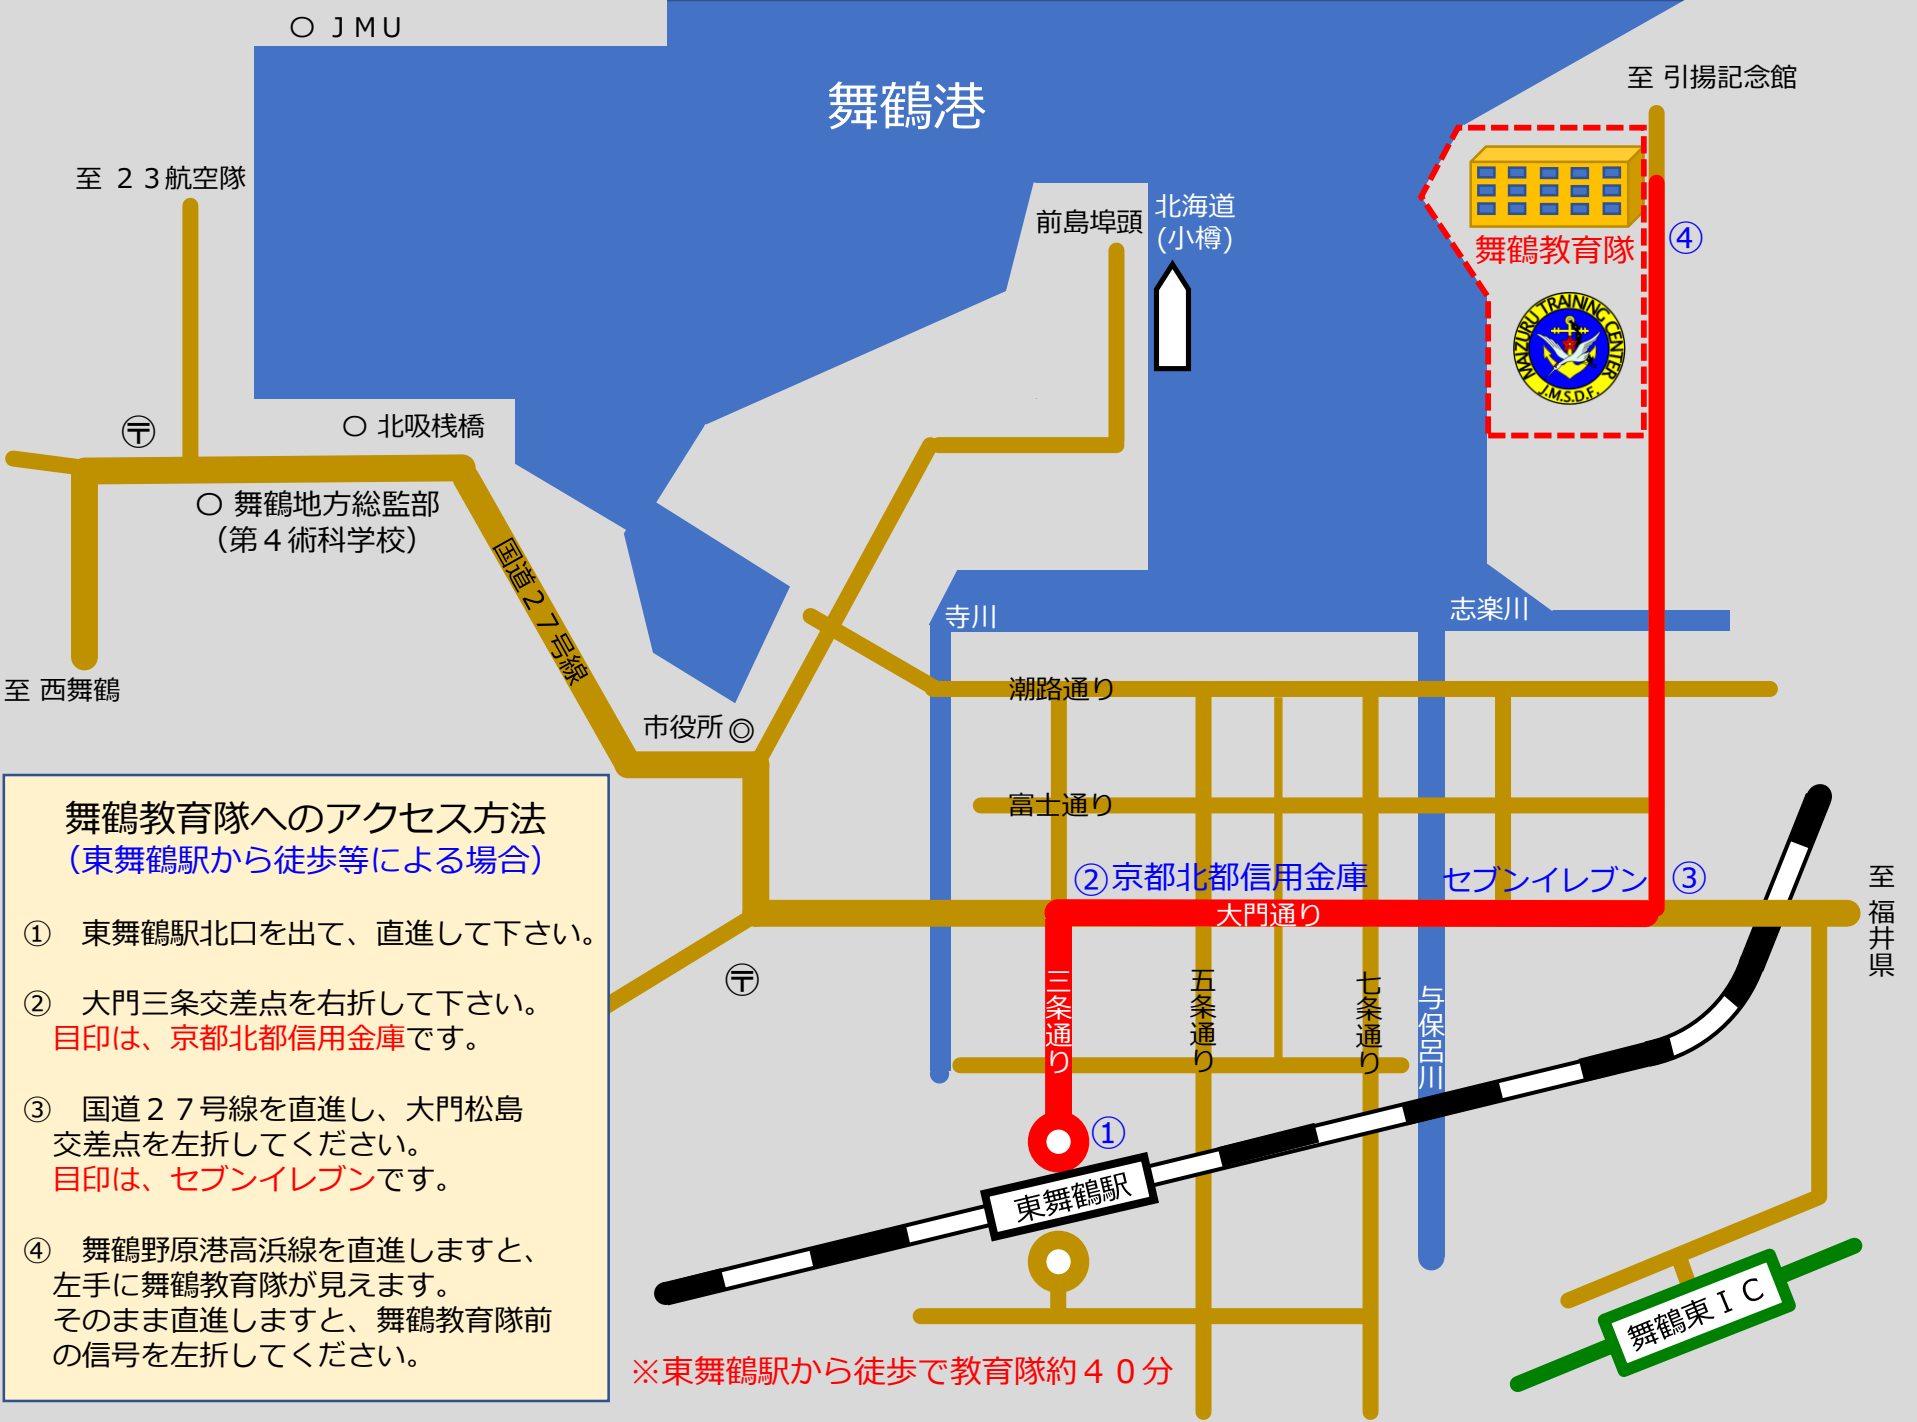 ○ ＪＭＵ
舞鶴港
至 引揚記念館
至 ２３航空隊
前島埠頭
北海道
(小樽)
④
舞鶴教育隊
MAIZURU TRAINING CENTER
J.M.S.D.F.
〒
○ 北吸桟橋
○ 舞鶴地方総監部
（第４術科学校）
国道２７号線
寺川
志楽川
至 西舞鶴
潮路通り
市役所◎
富士通り
②京都北都信用金庫
セブンイレブン ③
大門通り
至 福井県
〒
三条通り
五条通り
七条通り
与保呂川
①
東舞鶴駅
舞鶴東ＩＣ
舞鶴教育隊へのアクセス方法
（東舞鶴駅から徒歩等による場合）
①　東舞鶴駅北口を出て、直進して下さい。
②　大門三条交差点を右折して下さい。
目印は、京都北都信用金庫です。
③　国道２７号線を直進し、大門松島
交差点を左折してください。
目印は、セブンイレブンです。
④　舞鶴野原港高浜線を直進しますと、
左手に舞鶴教育隊が見えます。
そのまま直進しますと、舞鶴教育隊前
の信号を左折してください。
※東舞鶴駅から徒歩で教育隊約４０分